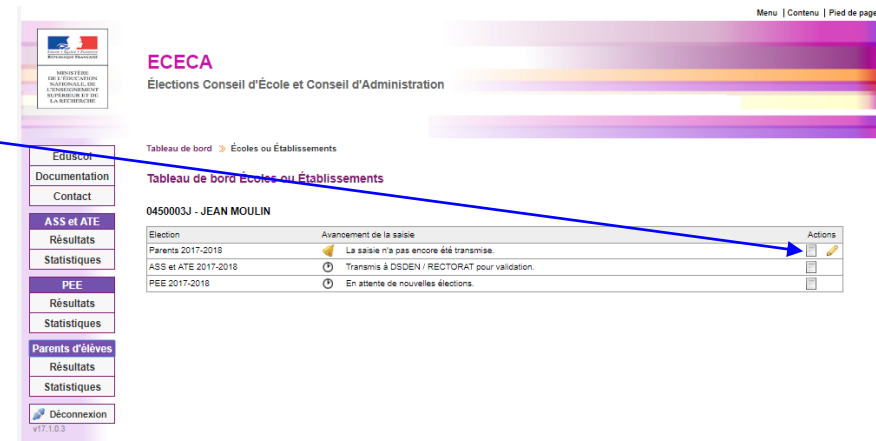 Menu | Contenu | Pied de page
Liberté • Égalité • Fraternité
RÉPUBLIQUE FRANÇAISE
MINISTÈRE
DE L'ÉDUCATION
NATIONALE, DE
L'ENSEIGNEMENT
SUPÉRIEUR ET DE
LA RECHERCHE
ECECA
Élections Conseil d'École et Conseil d'Administration
Eduscol
Documentation
Contact
ASS et ATE
Résultats
Statistiques
PEE
Résultats
Statistiques
Parents d'élèves
Résultats
Statistiques
Déconnexion
v17.1.0.3
Tableau de bord » Écoles ou Établissements
Tableau de bord Écoles ou Établissements
0450003J - JEAN MOULIN
Election Avancement de la saisie Actions
Parents 2017-2018 La saisie n'a pas encore été transmise.
ASS et ATE 2017-2018 Transmis à DSDEN / RECTORAT pour validation.
PEE 2017-2018 En attente de nouvelles élections.